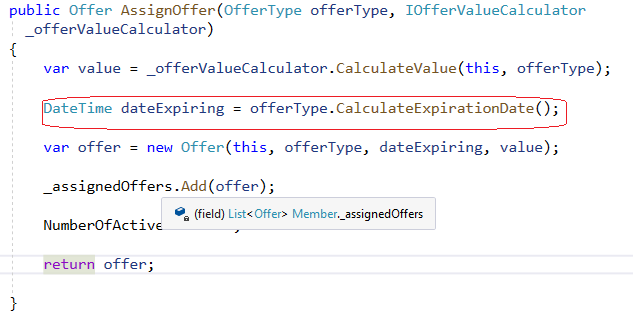 public Offer AssignOffer(OfferType offerType, IOfferValueCalculator
_offerValueCalculator)
{
var value = _offerValueCalculator.CalculateValue(this, offerType);
DateTime dateExpiring = offerType.CalculateExpirationDate();
var offer = new Offer(this, offerType, dateExpiring, value);
_assignedOffers.Add(offer);
(field) List<Offer> Member._assignedOffers
NumberOfActive
return offer;
}